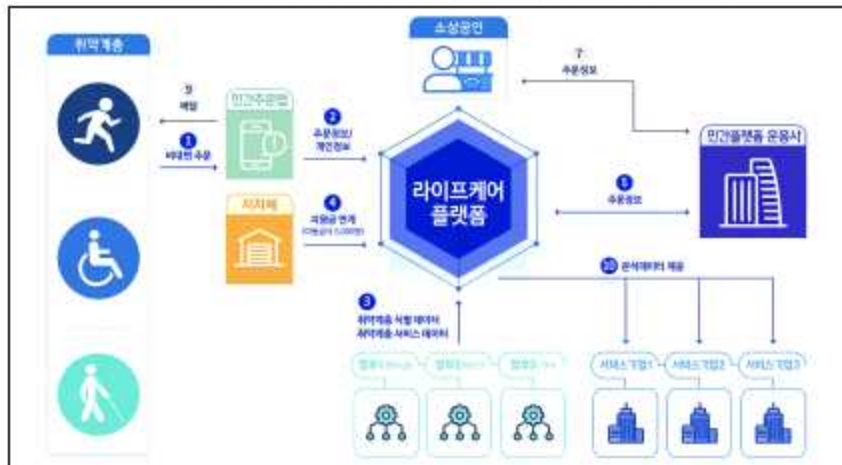 취약계층
소상공인
9
배달
1
비대면 주문
민간주문앱
2
주문정보/
개인정보
지자체
4
지원금 연계
라이프케어
플랫폼
7
주문정보
민간플랫폼 운용사
주문정보
10 분석데이터 제공
3
취약계층 식별 데이터
취약계층 서비스 데이터
서비스기업1
서비스기업2
서비스기업3